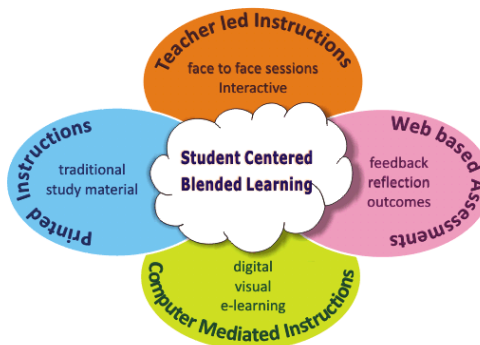 Teacher led Instructions
face to face sessions
Interactive
Printed Instructions
traditional
study material
Student Centered
Blended Learning
Web based Assessments
feedback
reflection
outcomes
digital
visual
e-learning
Computer Mediated Instructions